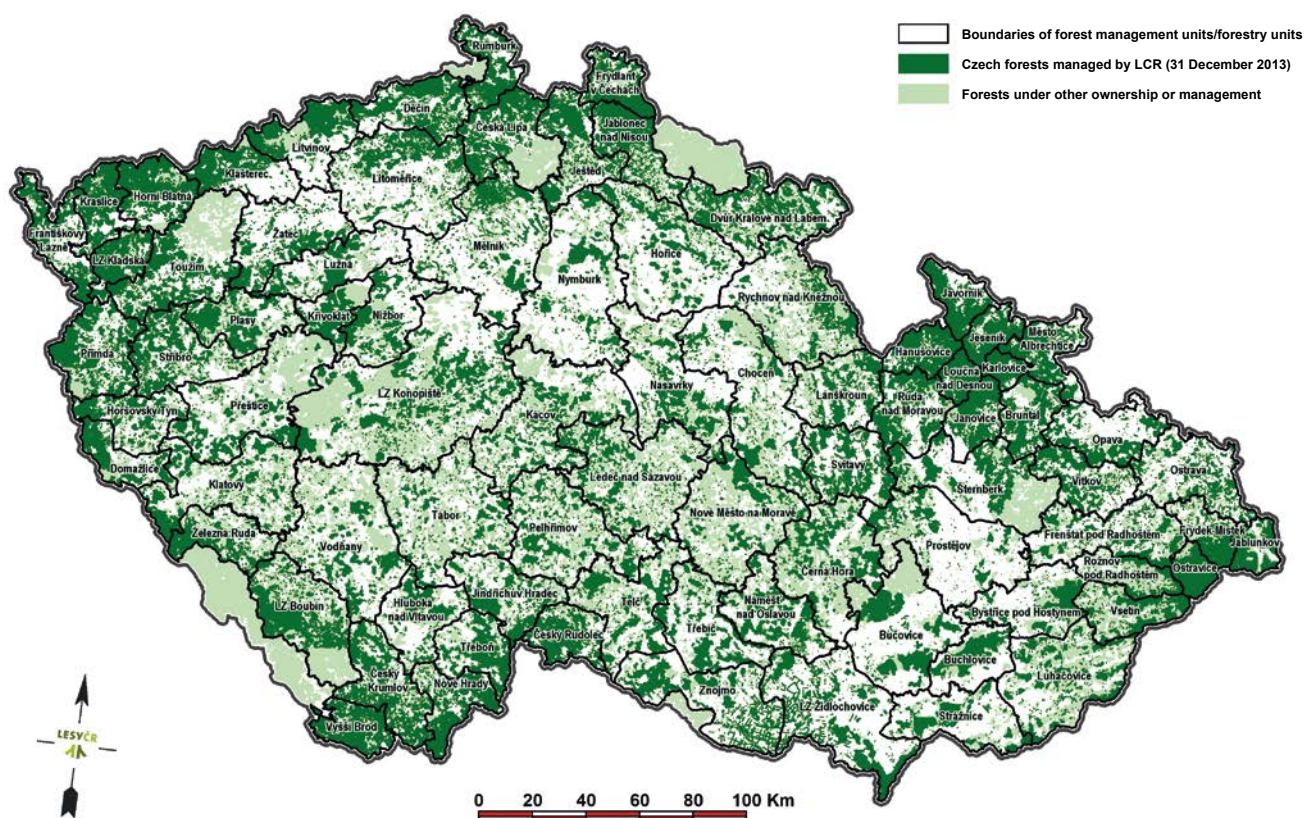 Boundaries of forest management units/forestry units
Czech forests managed by LCR (31 December 2013)
Forests under other ownership or management
Rumburk
Frýdlant
v Čechách
Děčín
Česká Lípa
Jablonec
nad Nisou
Litvínov
Ještěd
Klášterec
Litoměřice
Kraslice
Horní Blatná
Dvůr Králové nad Labem
Františkovy
Lázně
Žatec
Mělník
Hořice
LZ Kladská
Toužim
Lužná
Nymburk
Rychnov nad Kněžnou
Javorník
Plasy
Křivoklát
Nižbor
Jeseník
Město
Albrechtice
Přimda
Stříbro
Hanušovice
Loučná
nad Desnou
Karlovice
Choceň
Nasavrky
LZ Konopiště
Lanškroun
Ruda
nad Moravou
Horšovský Týn
Přeštice
Kácov
Janovice
Bruntál
Opava
Domažlice
Svitavy
Ostrava
Klatovy
Ledeč nad Sázavou
Šternberk
Vítkov
Tábor
Nové Město na Moravě
Železná Ruda
Pelhřimov
Vodňany
Prostějov
Frenštát pod Radhoštěm
Frýdek-Místek
Jablunkov
Rožnov
pod Radhoštěm
Ostravice
Černá Hora
LZ Boubín
Hluboká
nad Vltavou
Jindřichův Hradec
Telč
Náměšť
nad Oslavou
Bystřice pod Hostýnem
Vsetín
Třebíč
Bučovice
Český Rudolec
Třeboň
Buchlovice
Luhačovice
Český
Krumlov
Nové Hrady
Znojmo
LZ Židlochovice
Strážnice
Vyšší Brod
LESYČR
0 20 40 60 80 100 Km